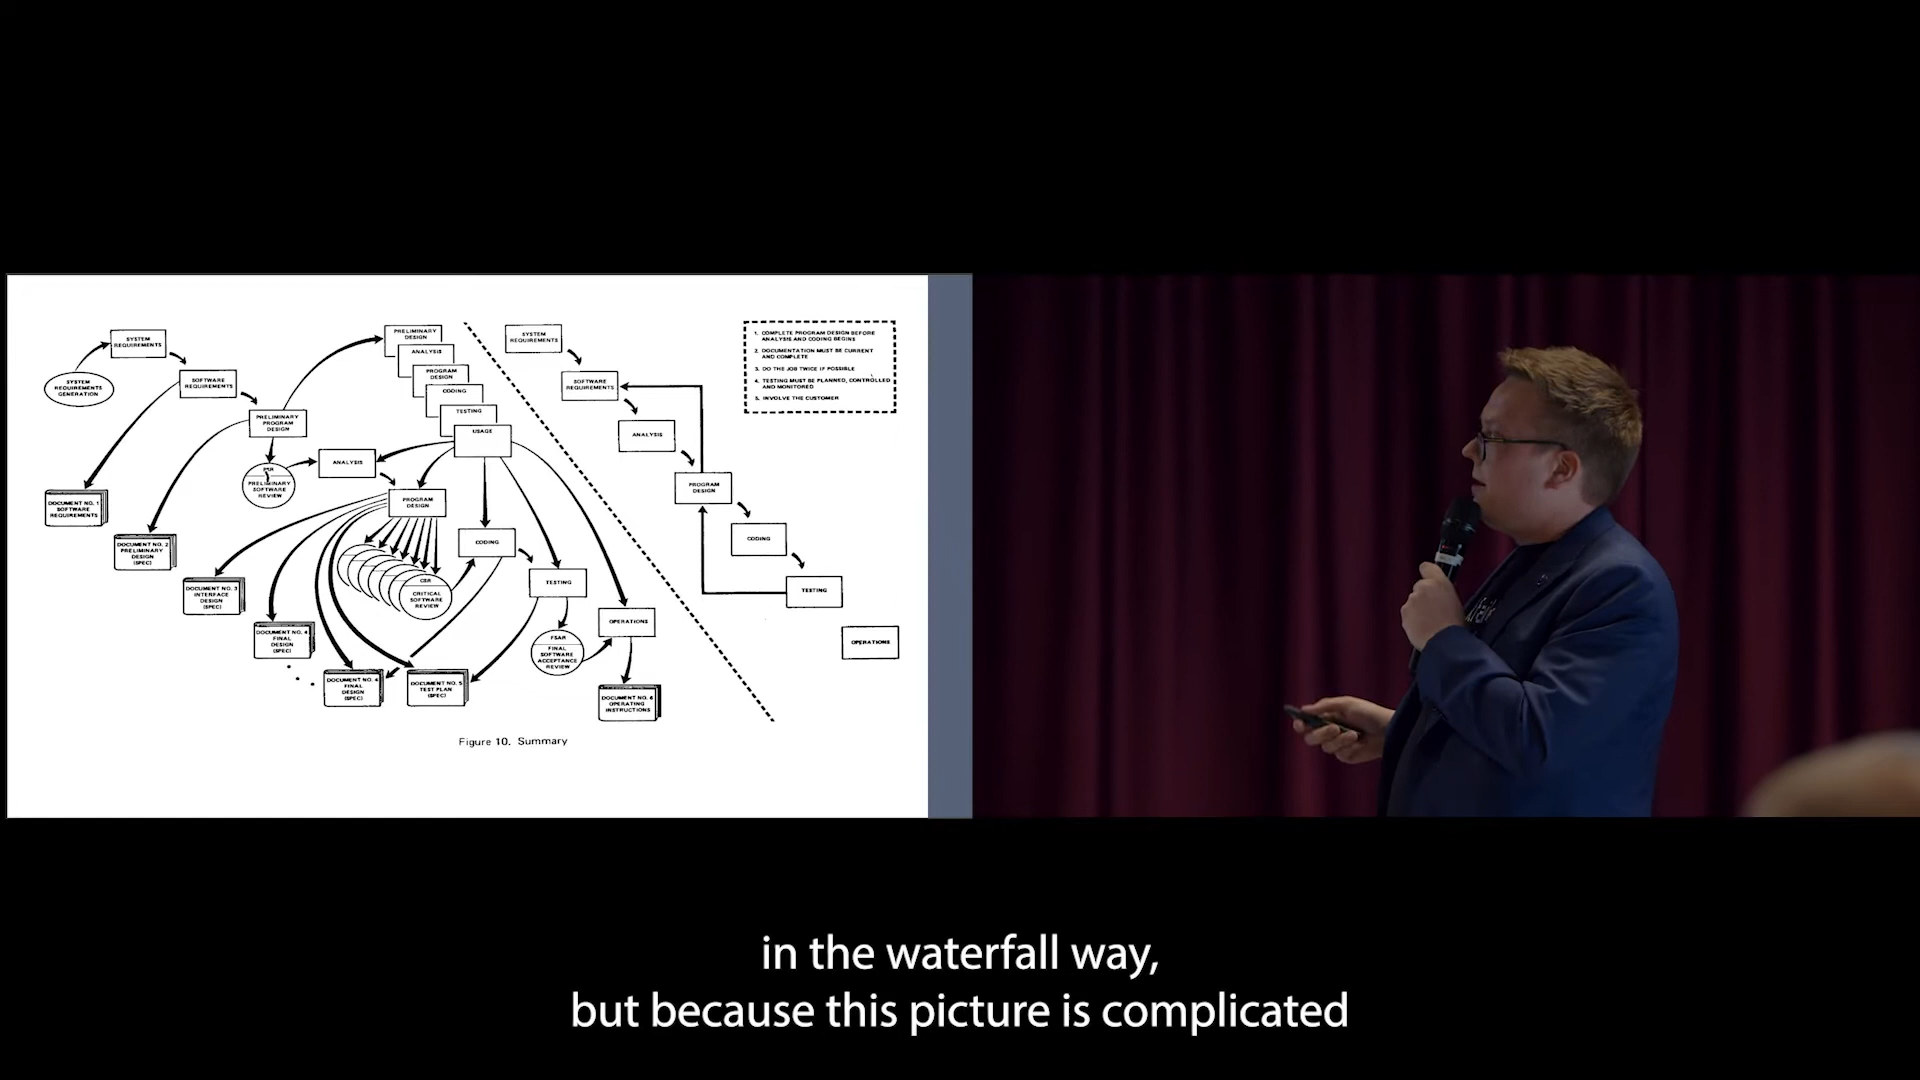 SYSTEM
REQUIREMENTS
SYSTEM
REQUIREMENTS
GENERATION
SOFTWARE
REQUIREMENTS
PRELIMINARY
PROGRAM
DESIGN
PRELIMINARY
SOFTWARE
REVIEW
ANALYSIS
PROGRAM
DESIGN
PRELIMINARY
DESIGN
ANALYSIS
PROGRAM
DESIGN
CODING
TESTING
USAGE
CODING
TESTING
OPERATIONS
CSR
CRITICAL
SOFTWARE
REVIEW
FSAR
FINAL
SOFTWARE
ACCEPTANCE
REVIEW
DOCUMENT NO. 1
SOFTWARE
REQUIREMENTS
DOCUMENT NO. 2
PRELIMINARY
DESIGN
(SPEC)
DOCUMENT NO. 3
INTERFACE
DESIGN
(SPEC)
DOCUMENT NO. 4
FINAL
DESIGN
(SPEC)
DOCUMENT NO. 4
FINAL
DESIGN
(SPEC)
DOCUMENT NO. 5
TEST PLAN
(SPEC)
DOCUMENT NO. 6
OPERATING
INSTRUCTIONS
SYSTEM
REQUIREMENTS
SOFTWARE
REQUIREMENTS
ANALYSIS
PROGRAM
DESIGN
CODING
TESTING
OPERATIONS
1. COMPLETE PROGRAM DESIGN BEFORE
ANALYSIS AND CODING BEGINS
2. DOCUMENTATION MUST BE CURRENT
AND COMPLETE
3. DO THE JOB TWICE IF POSSIBLE
4. TESTING MUST BE PLANNED, CONTROLLED
AND MONITORED
5. INVOLVE THE CUSTOMER
Figure 10. Summary
in the waterfall way,
but because this picture is complicated